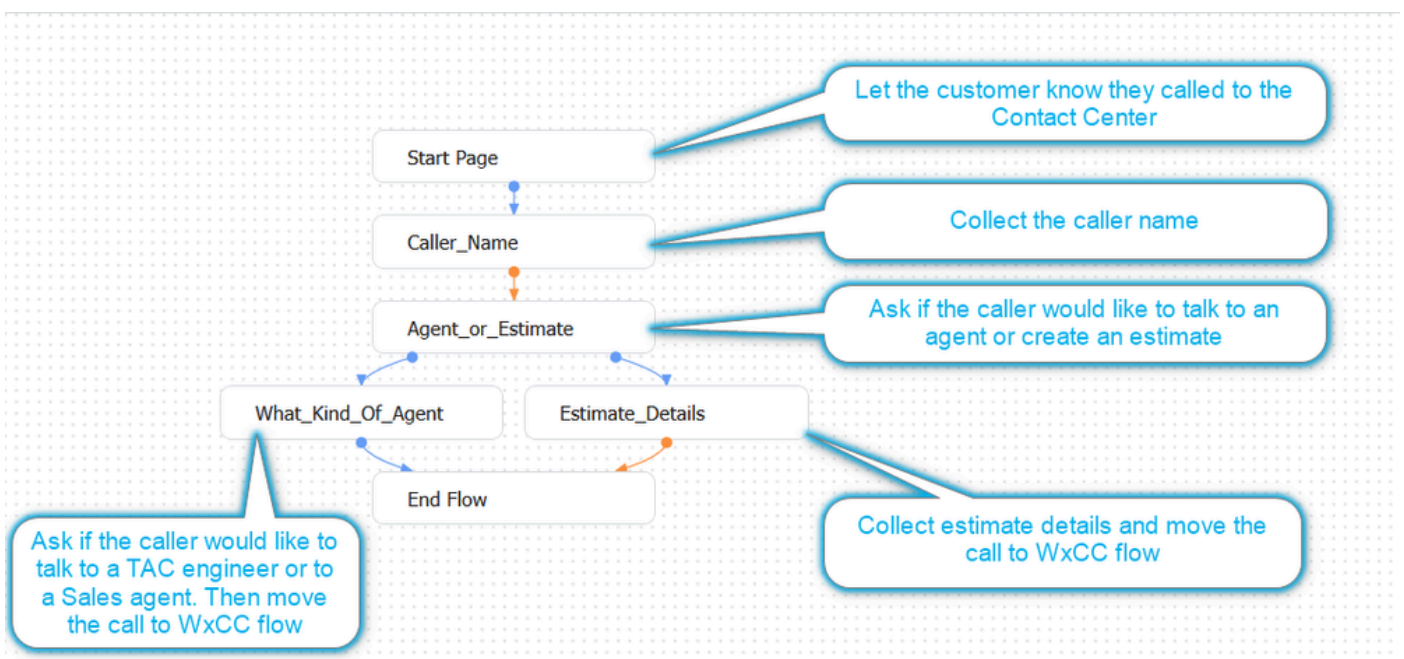 Let the customer know they called to the
Contact Center
Start Page
Collect the caller name
Caller_Name
Ask if the caller would like to talk to an
agent or create an estimate
Agent_or_Estimate
What_Kind_Of_Agent
Estimate_Details
End Flow
Collect estimate details and move the
call to WxCC flow
Ask if the caller would like to
talk to a TAC engineer or to
a Sales agent. Then move
the call to WxCC flow